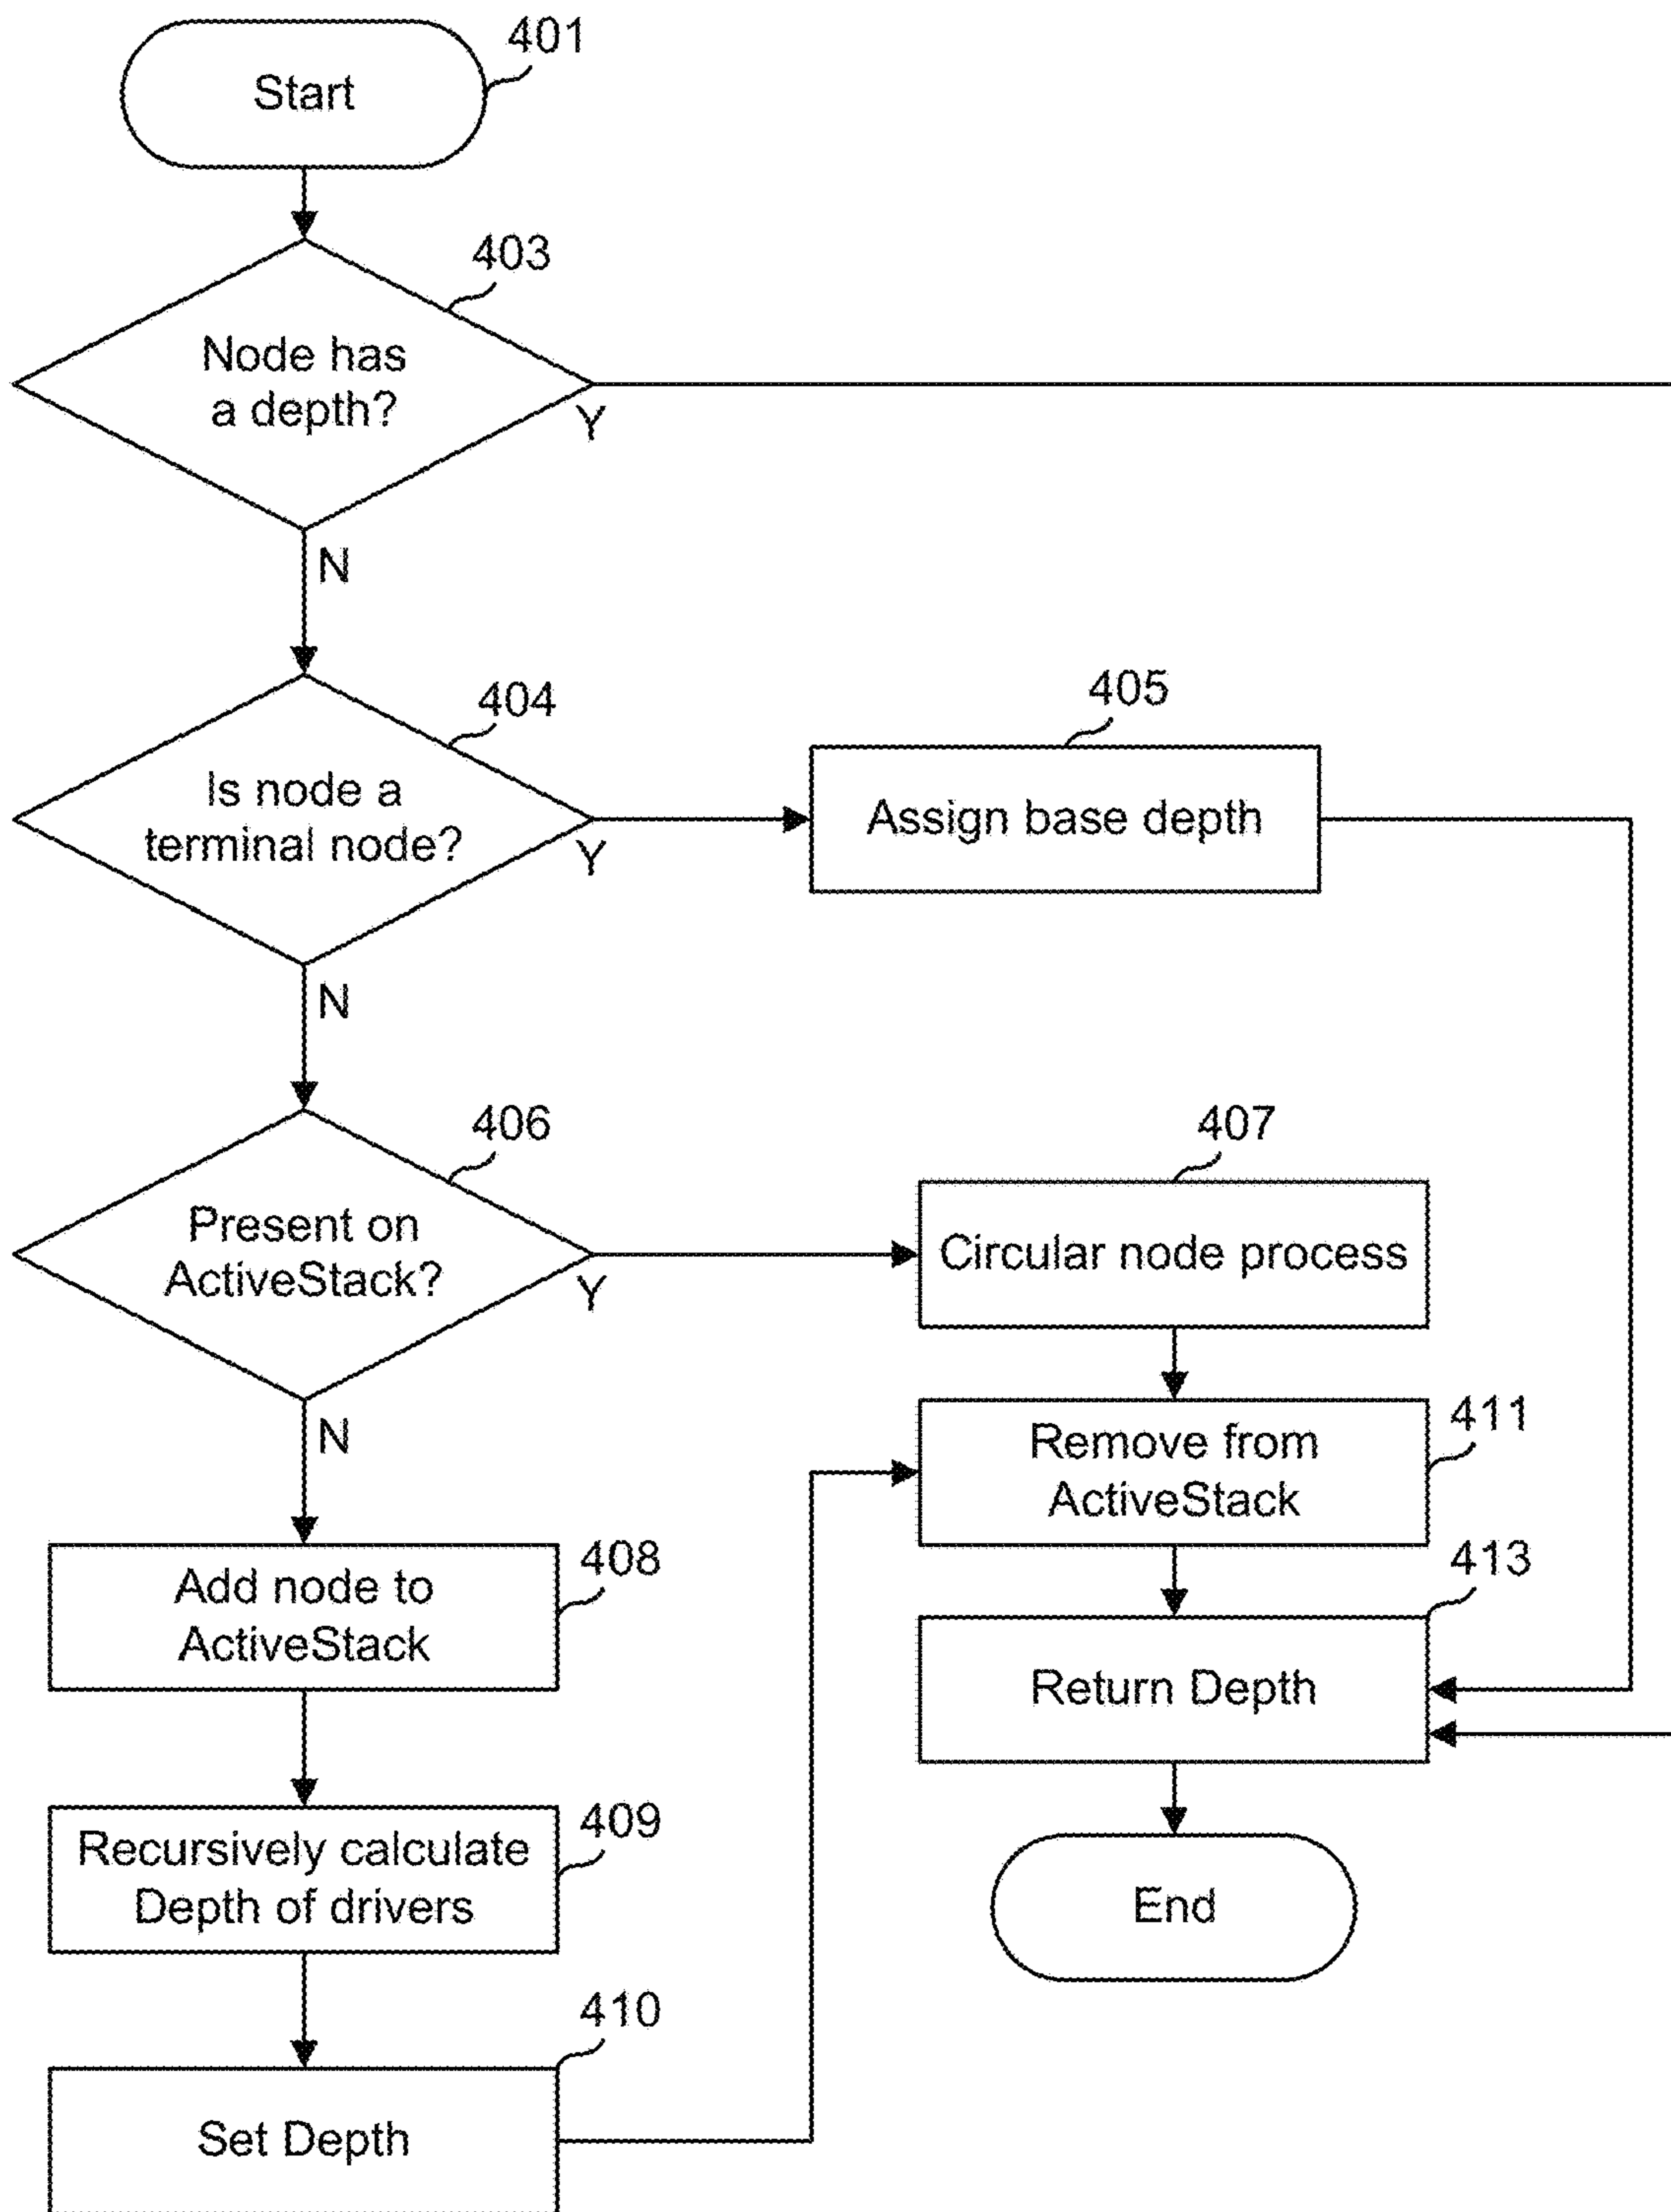 401
Start
403
Node has
a depth?
Y
N
404
Is node a
terminal node?
Y
N
405
Assign base depth
406
Present on
ActiveStack?
Y
N
407
Circular node process
411
Remove from
ActiveStack
408
Add node to
ActiveStack
413
Return Depth
409
Recursively calculate
Depth of drivers
End
410
Set Depth